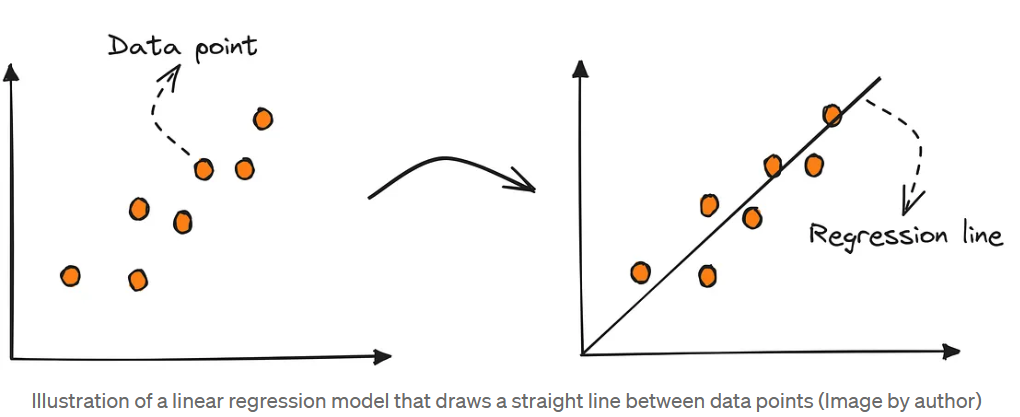 Data point
Regression line
Illustration of a linear regression model that draws a straight line between data points (Image by author)